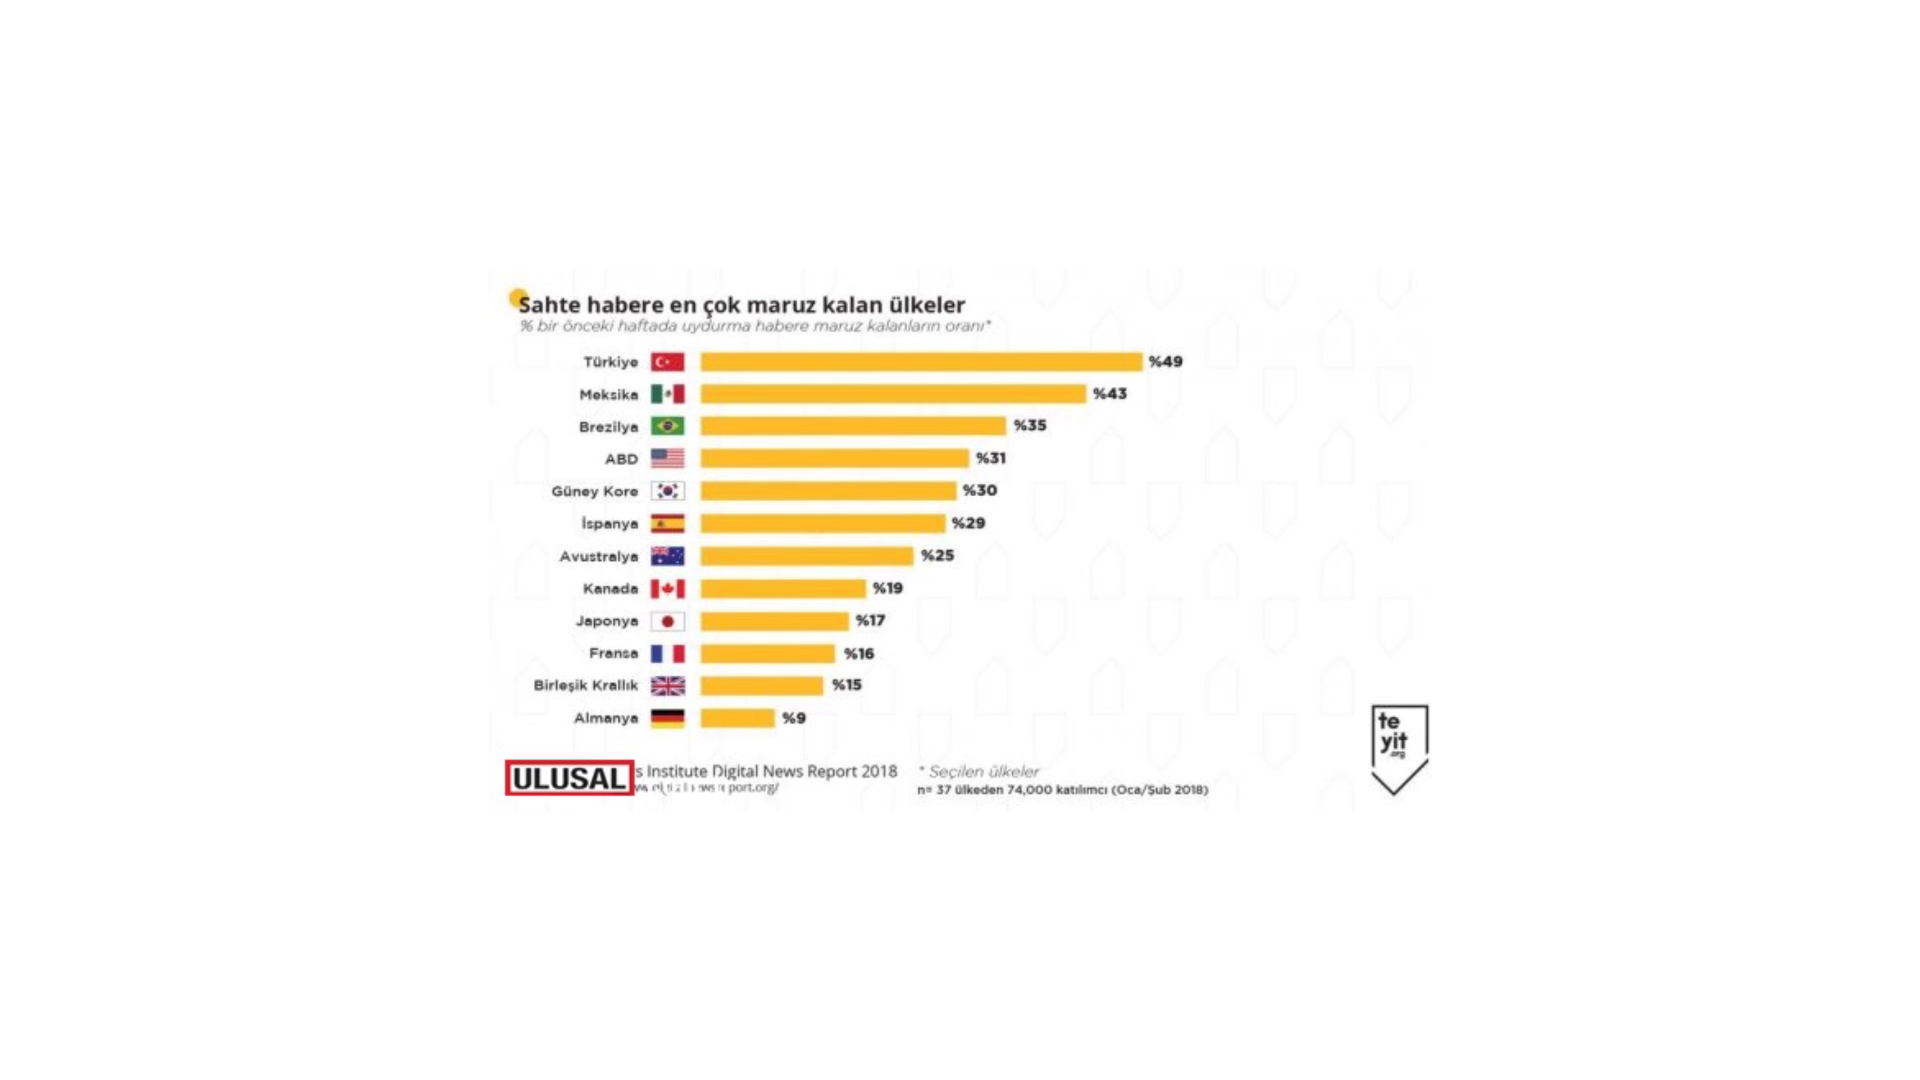 Sahte habere en çok maruz kalan ülkeler
% bir önceki haftada uydurma habere maruz kalanların oranı*
Türkiye %49
Meksika %43
Brezilya %35
ABD %31
Güney Kore %30
İspanya %29
Avustralya %25
Kanada %19
Japonya %17
Fransa %16
Birleşik Krallık %15
Almanya %9
ULUSAL
s Institute Digital News Report 2018
port.org/
* Seçilen ülkeler
n= 37 ülkeden 74,000 katılımcı (Oca/Şub 2018)
te
yit
.org